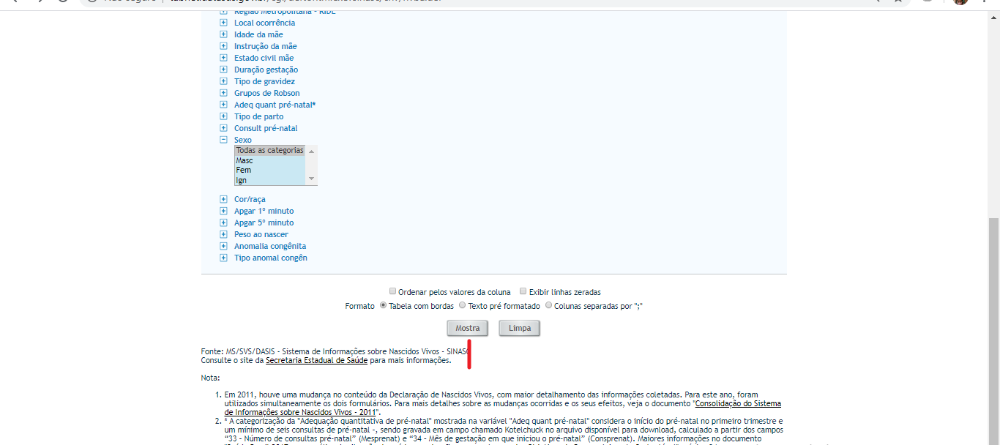 Região Metropolitana - RIDE
Local ocorrência
Idade da mãe
Instrução da mãe
Estado civil mãe
Duração gestação
Tipo de gravidez
Grupos de Robson
Adeq quant pré-natal*
Tipo de parto
Consult pré-natal
Sexo
Todas as categorias
Masc
Fem
Ign
Cor/raça
Apgar 1º minuto
Apgar 5º minuto
Peso ao nascer
Anomalia congênita
Tipo anomal congên
Ordenar pelos valores da coluna Exibir linhas zeradas
Formato Tabela com bordas Texto pré formatado Colunas separadas por ";"
Mostra Limpa
Fonte: MS/SVS/DASIS - Sistema de Informações sobre Nascidos Vivos - SINASC
Consulte o site da Secretaria Estadual de Saúde para mais informações.
Nota:
1. Em 2011, houve uma mudança no conteúdo da Declaração de Nascidos Vivos, com maior detalhamento das informações coletadas. Para este ano, foram
utilizados simultaneamente os dois formulários. Para mais detalhes sobre as mudanças ocorridas e os seus efeitos, veja o documento "Consolidação do Sistema
de Informações sobre Nascidos Vivos - 2011".
2. * A categorização da "Adequação quantitativa de pré-natal" mostrada na variável "Adeq quant pré-natal" considera o início do pré-natal no primeiro trimestre e
um mínimo de seis consultas de pré-natal -, sendo gravada em campo chamado Kotelchuck no arquivo disponível para download, calculado a partir dos campos
"33 - Número de consultas pré-natal" (Mesprenat) e "34 - Mês de gestação em que iniciou o pré-natal" (Consprenat). Maiores informações no documento